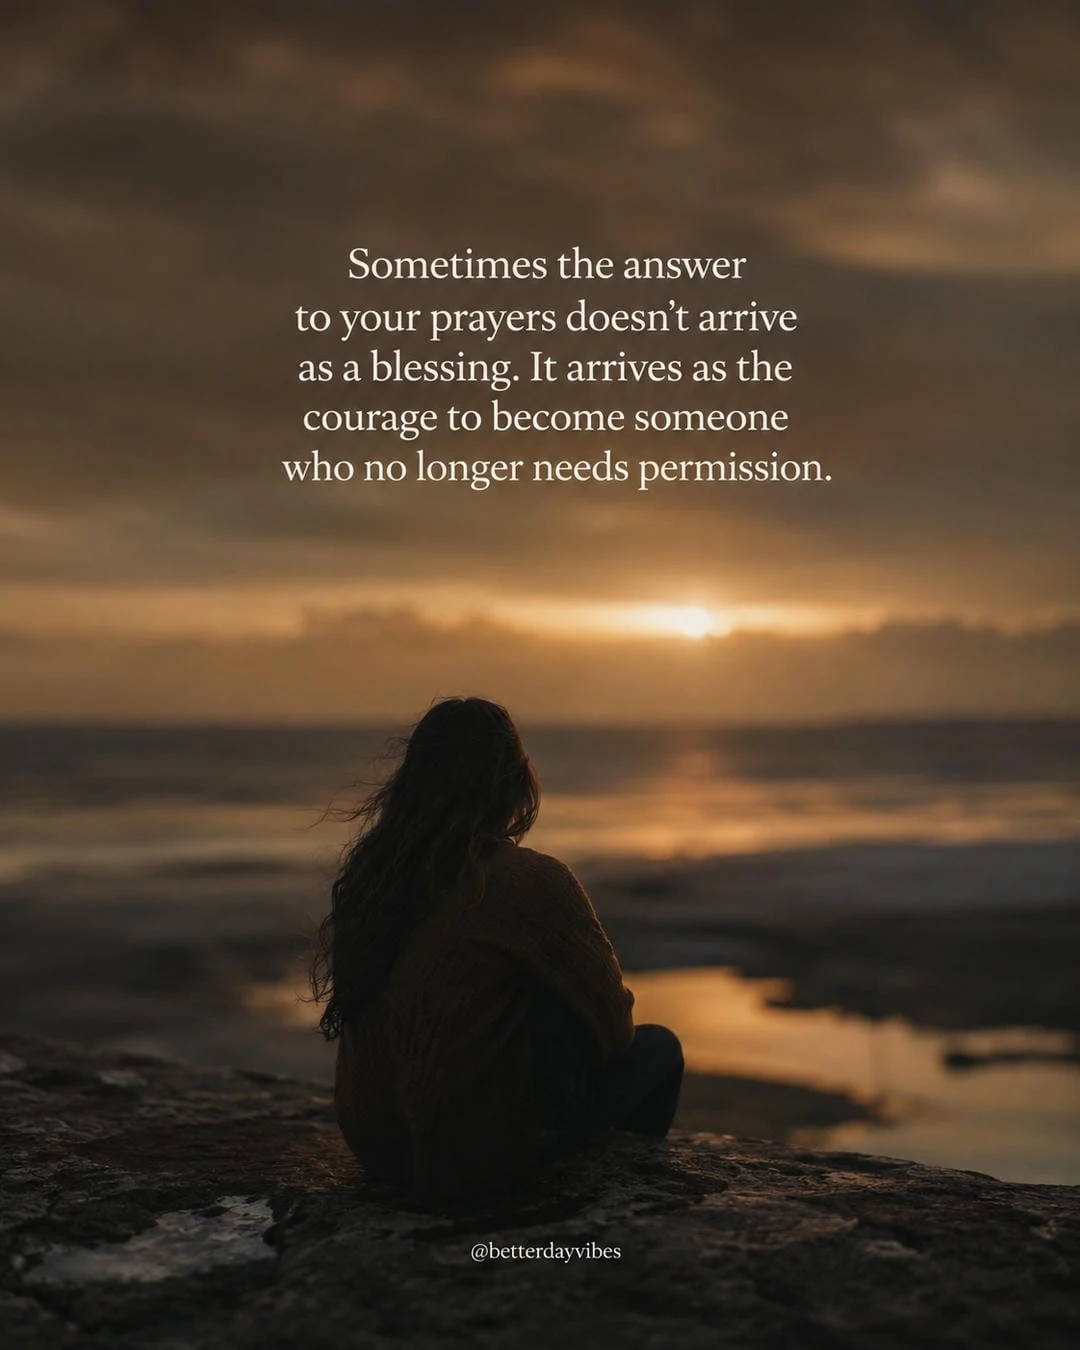 Sometimes the answer
to your prayers doesn’t arrive
as a blessing. It arrives as the
courage to become someone
who no longer needs permission.
@betterdayvibes